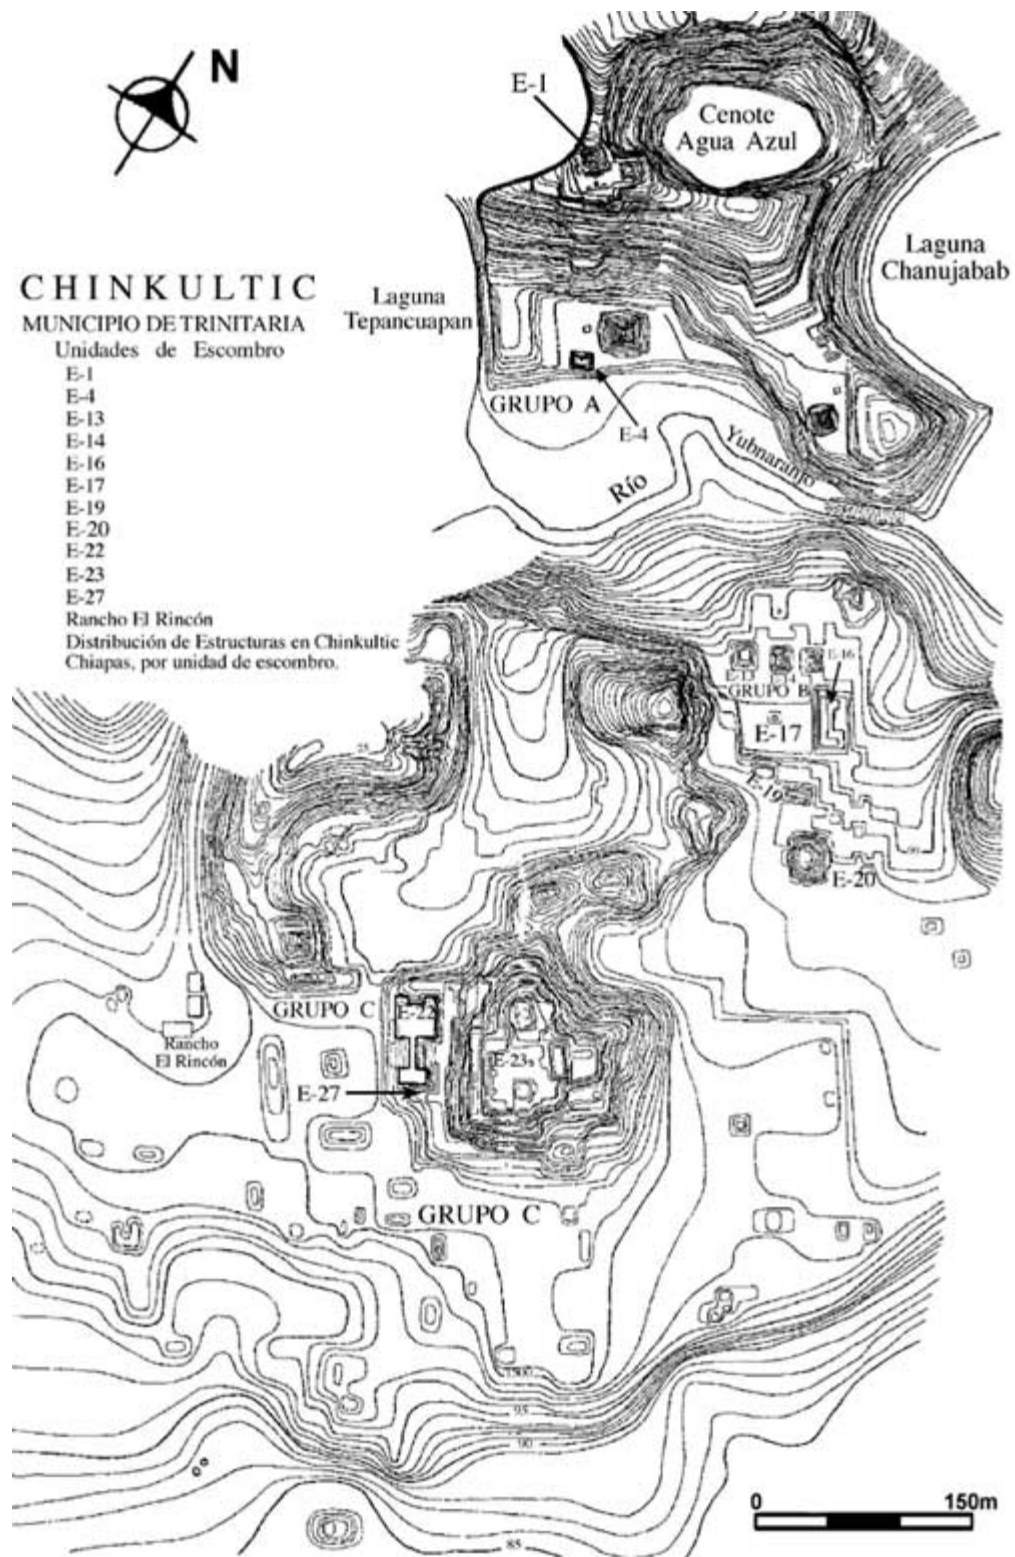 N
E-1
Cenote
Agua Azul
Laguna
Chanujabab
CHINKULTIC
MUNICIPIO DE TRINITARIA
Unidades de Escombro
E-1
E-4
E-13
E-14
E-16
E-17
E-19
E-20
E-22
E-23
E-27
Rancho El Rincón
Distribución de Estructuras en Chinkultic
Chiapas, por unidad de escombro.
Laguna
Tepancuapan
GRUPO A
E-4
Río
Yubnaranjo
E-13
E-16
GRUPO B
E-17
E-19
E-20
GRUPO C
E-22
Rancho
El Rincón
E-23
E-27
GRUPO C
95
90
85
0 150m